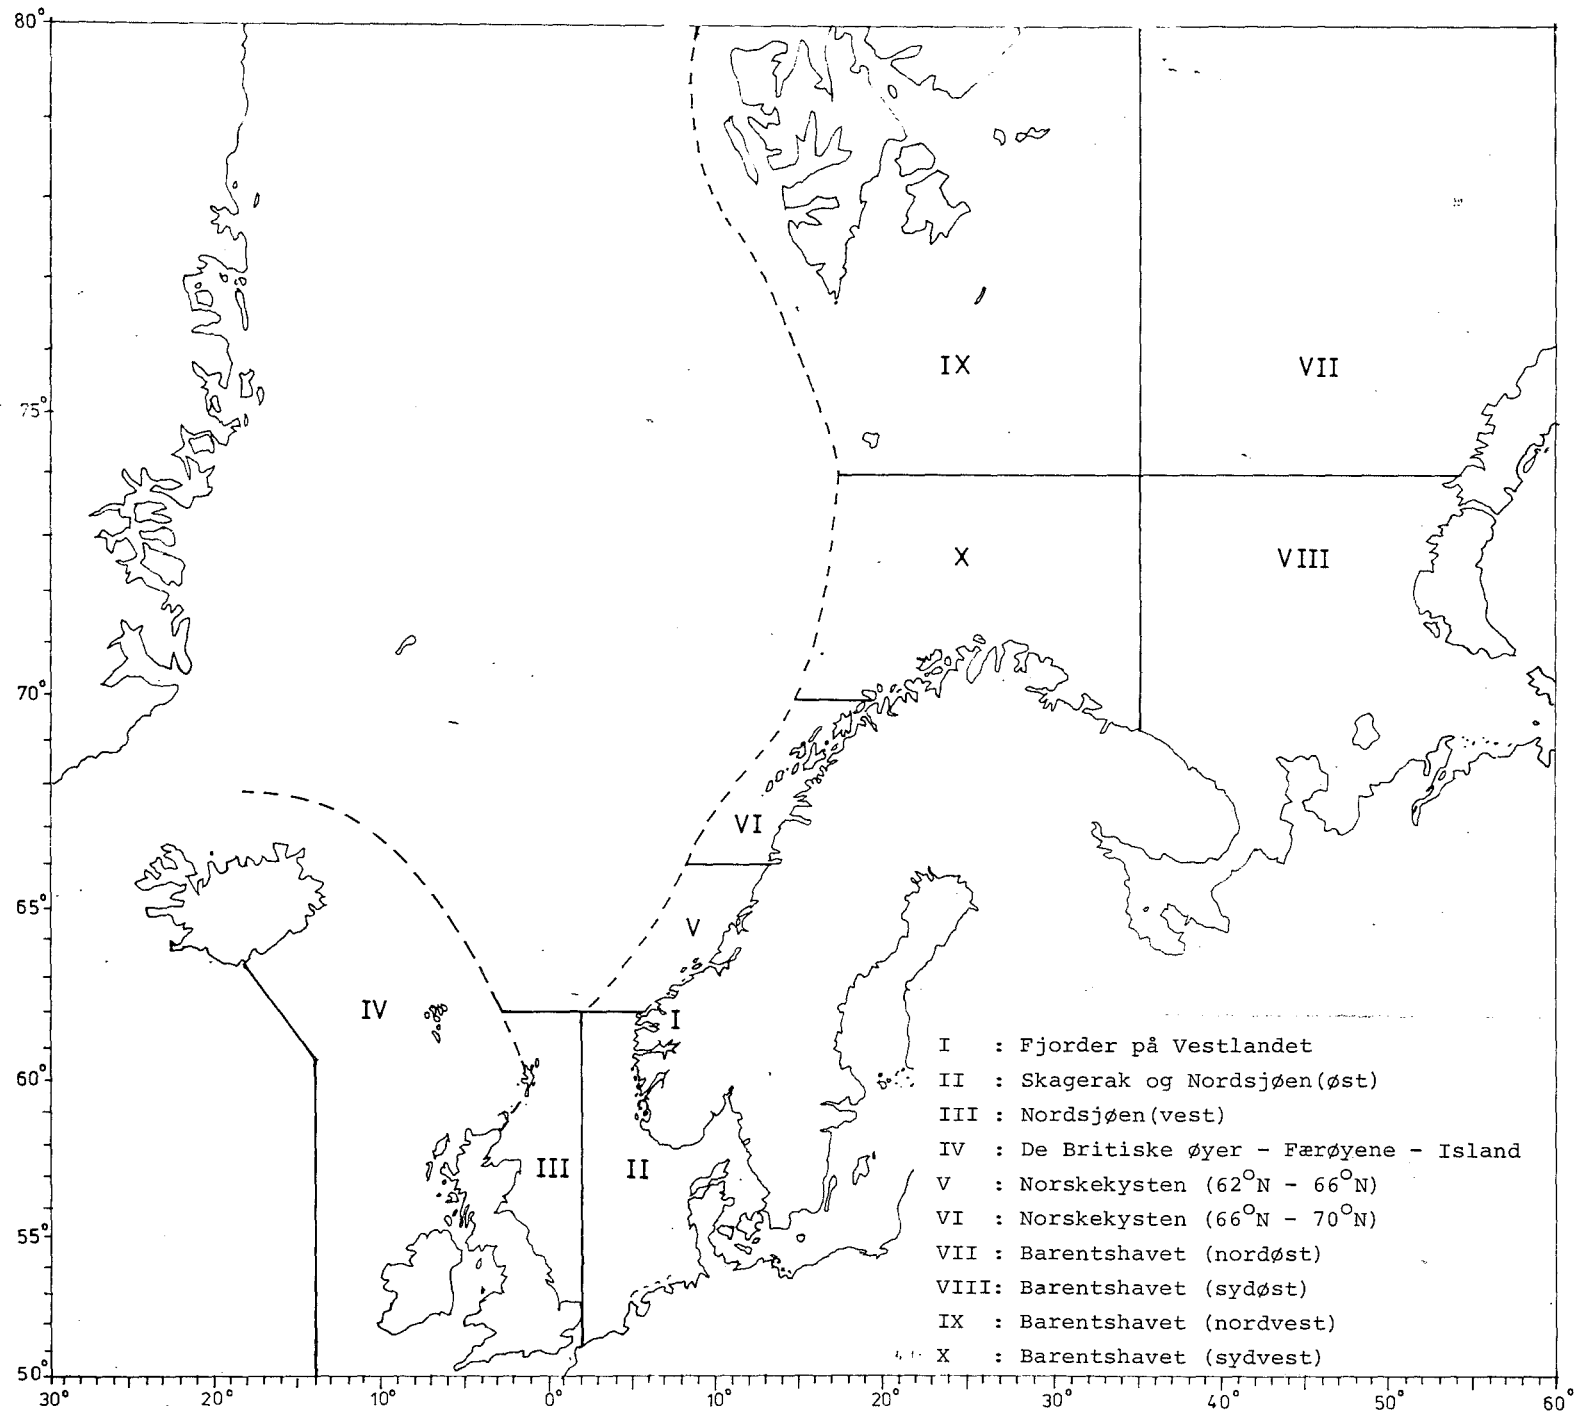 80°
IX
VII
75°
X
VIII
70°
VI
65°
V
IV
I
60°
III
II
55°
50°
I : Fjorder på Vestlandet
II : Skagerak og Nordsjøen(øst)
III : Nordsjøen(vest)
IV : De Britiske øyer - Færøyene - Island
V : Norskekysten (62°N - 66°N)
VI : Norskekysten (66°N - 70°N)
VII : Barentshavet (nordøst)
VIII: Barentshavet (sydøst)
IX : Barentshavet (nordvest)
X : Barentshavet (sydvest)
30° 20° 10° 0° 10° 20° 30° 40° 50° 60°